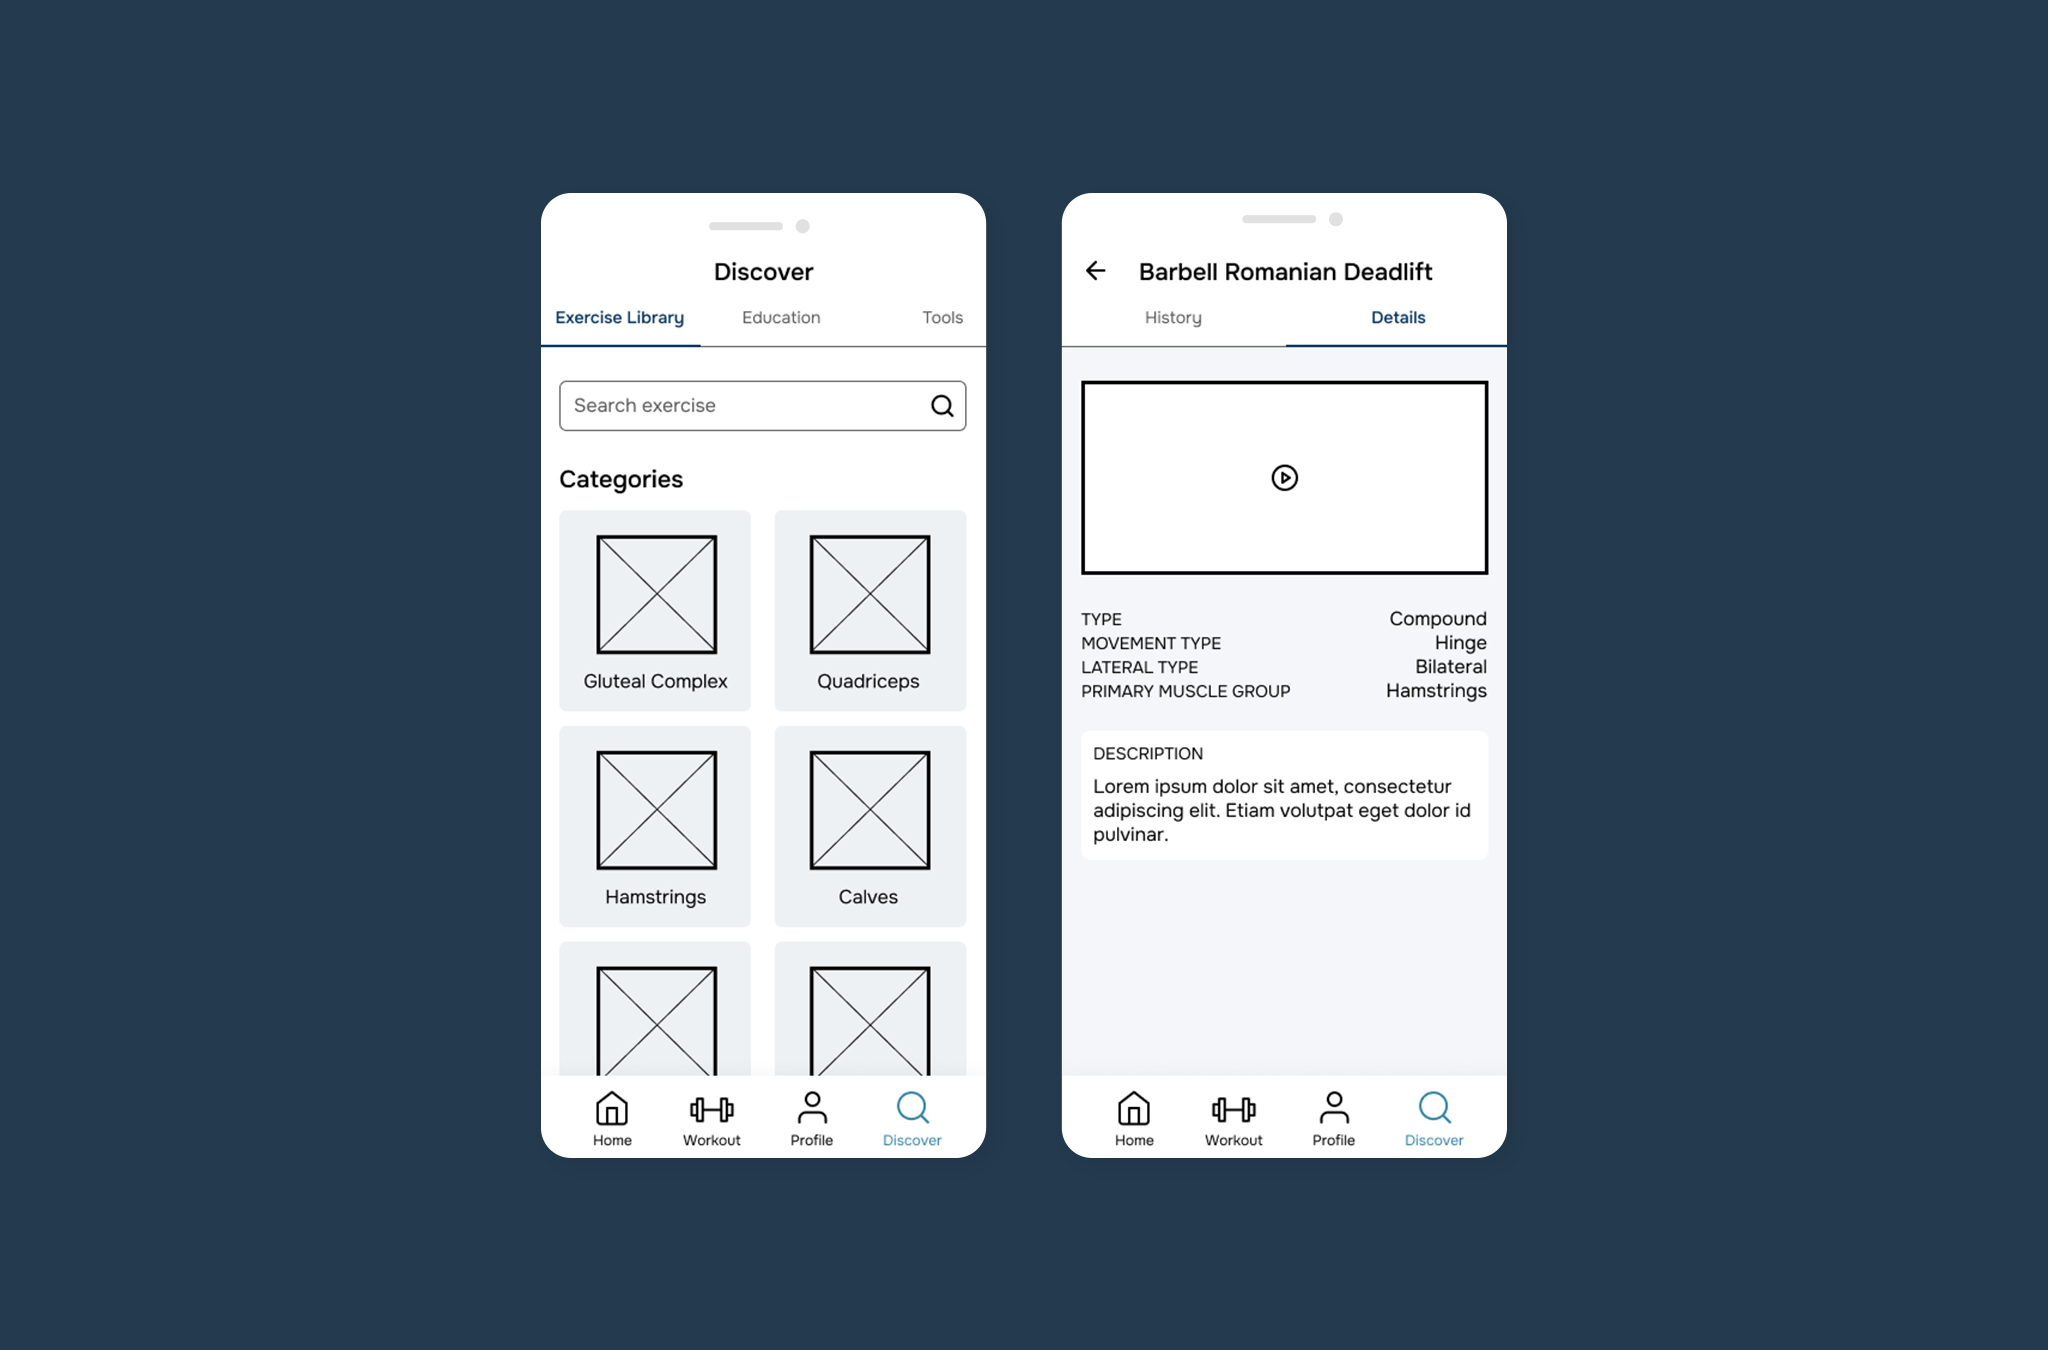 Discover
Exercise Library Education Tools
Search exercise
Categories
Gluteal Complex Quadriceps
Hamstrings Calves
Home Workout Profile Discover
Barbell Romanian Deadlift
History Details
TYPE Compound
MOVEMENT TYPE Hinge
LATERAL TYPE Bilateral
PRIMARY MUSCLE GROUP Hamstrings
DESCRIPTION
Lorem ipsum dolor sit amet, consectetur
adipiscing elit. Etiam volutpat eget dolor id
pulvinar.
Home Workout Profile Discover